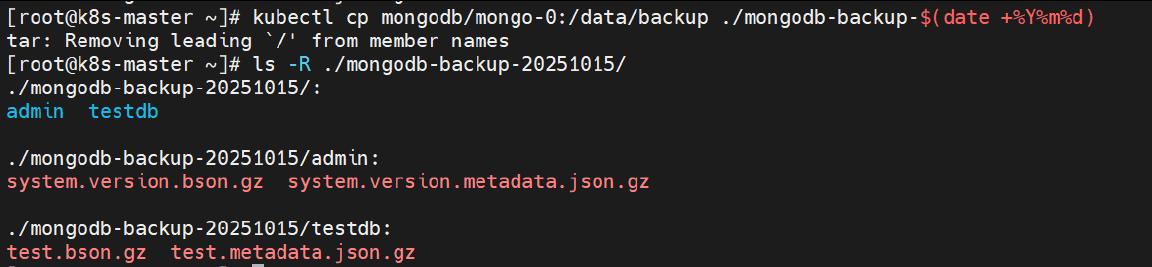 [root@k8s-master ~]# kubectl cp mongodb/mongo-0:/data/backup ./mongodb-backup-$(date +%Y%m%d)
tar: Removing leading `/' from member names
[root@k8s-master ~]# ls -R ./mongodb-backup-20251015/
./mongodb-backup-20251015/:
admin  testdb

./mongodb-backup-20251015/admin:
system.version.bson.gz  system.version.metadata.json.gz

./mongodb-backup-20251015/testdb:
test.bson.gz  test.metadata.json.gz